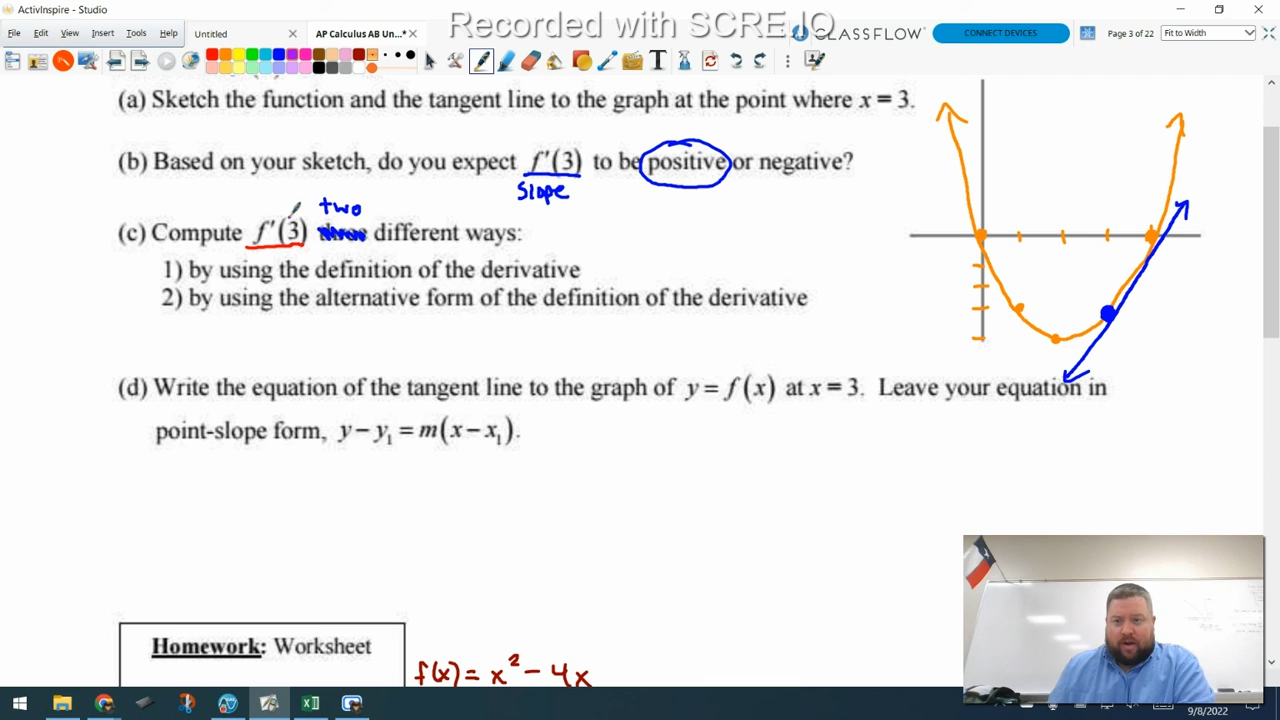 ActivInspire - Studio
Recorded with SCRE.IO
File Edit View Insert Tools Help
Untitled
AP Calculus AB Un...*
CLASSFLOW
CONNECT DEVICES
Page 3 of 22
Fit to Width
(a) Sketch the function and the tangent line to the graph at the point where x = 3.
(b) Based on your sketch, do you expect f′(3) to be positive or negative?
Slope
two
(c) Compute f′(3) different ways:
1) by using the definition of the derivative
2) by using the alternative form of the definition of the derivative
(d) Write the equation of the tangent line to the graph of y = f(x) at x = 3. Leave your equation in
point-slope form, y − y₁ = m(x − x₁).
Homework: Worksheet
f(x) = x² − 4x
9/8/2022